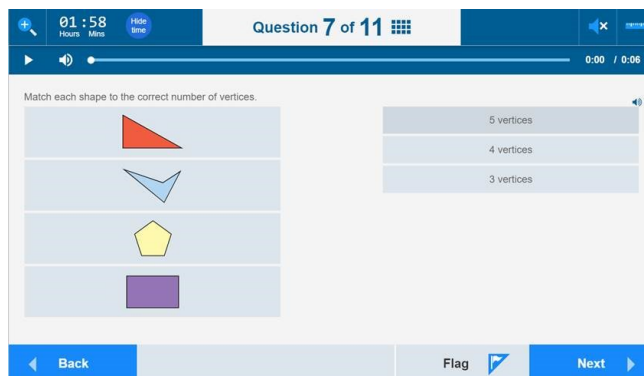 01:58
Hours Mins
Hide time
Question 7 of 11
0:00 / 0:06
Match each shape to the correct number of vertices.
5 vertices
4 vertices
3 vertices
Back
Flag
Next